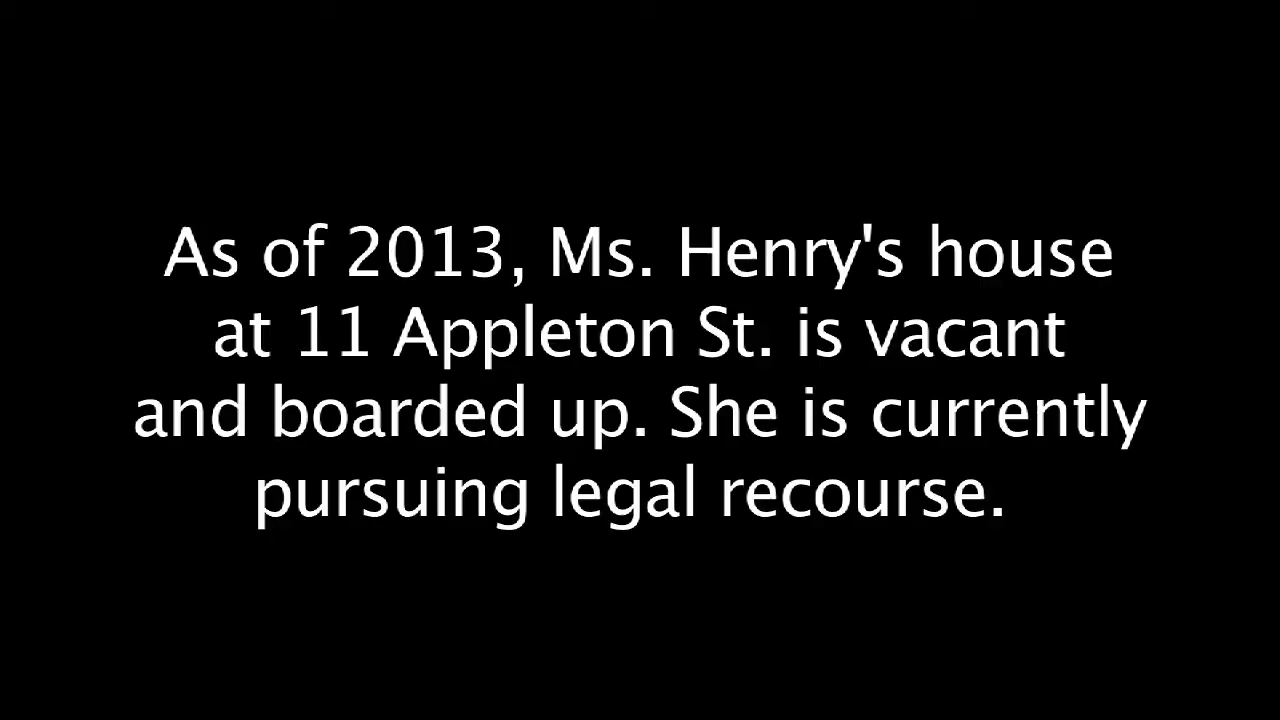 As of 2013, Ms. Henry's house
at 11 Appleton St. is vacant
and boarded up. She is currently
pursuing legal recourse.